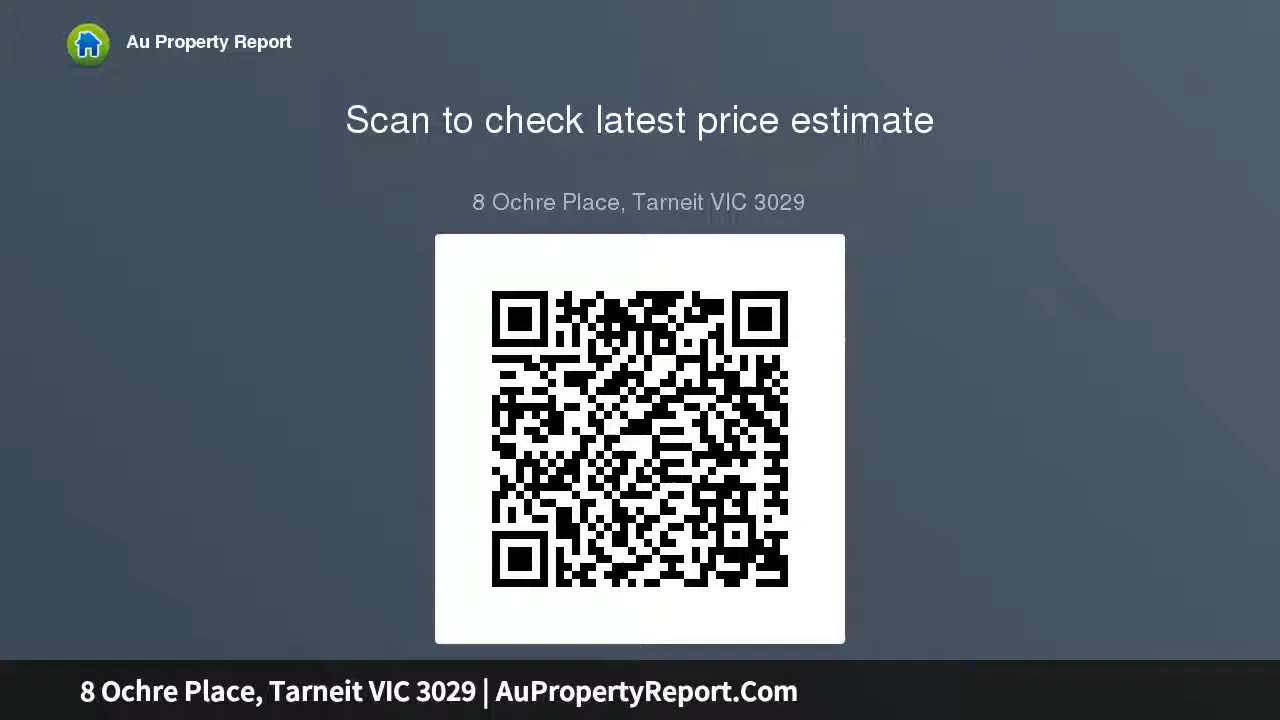 Au Property Report
Scan to check latest price estimate
8 Ochre Place, Tarneit VIC 3029
8 Ochre Place, Tarneit VIC 3029 | AuPropertyReport.Com